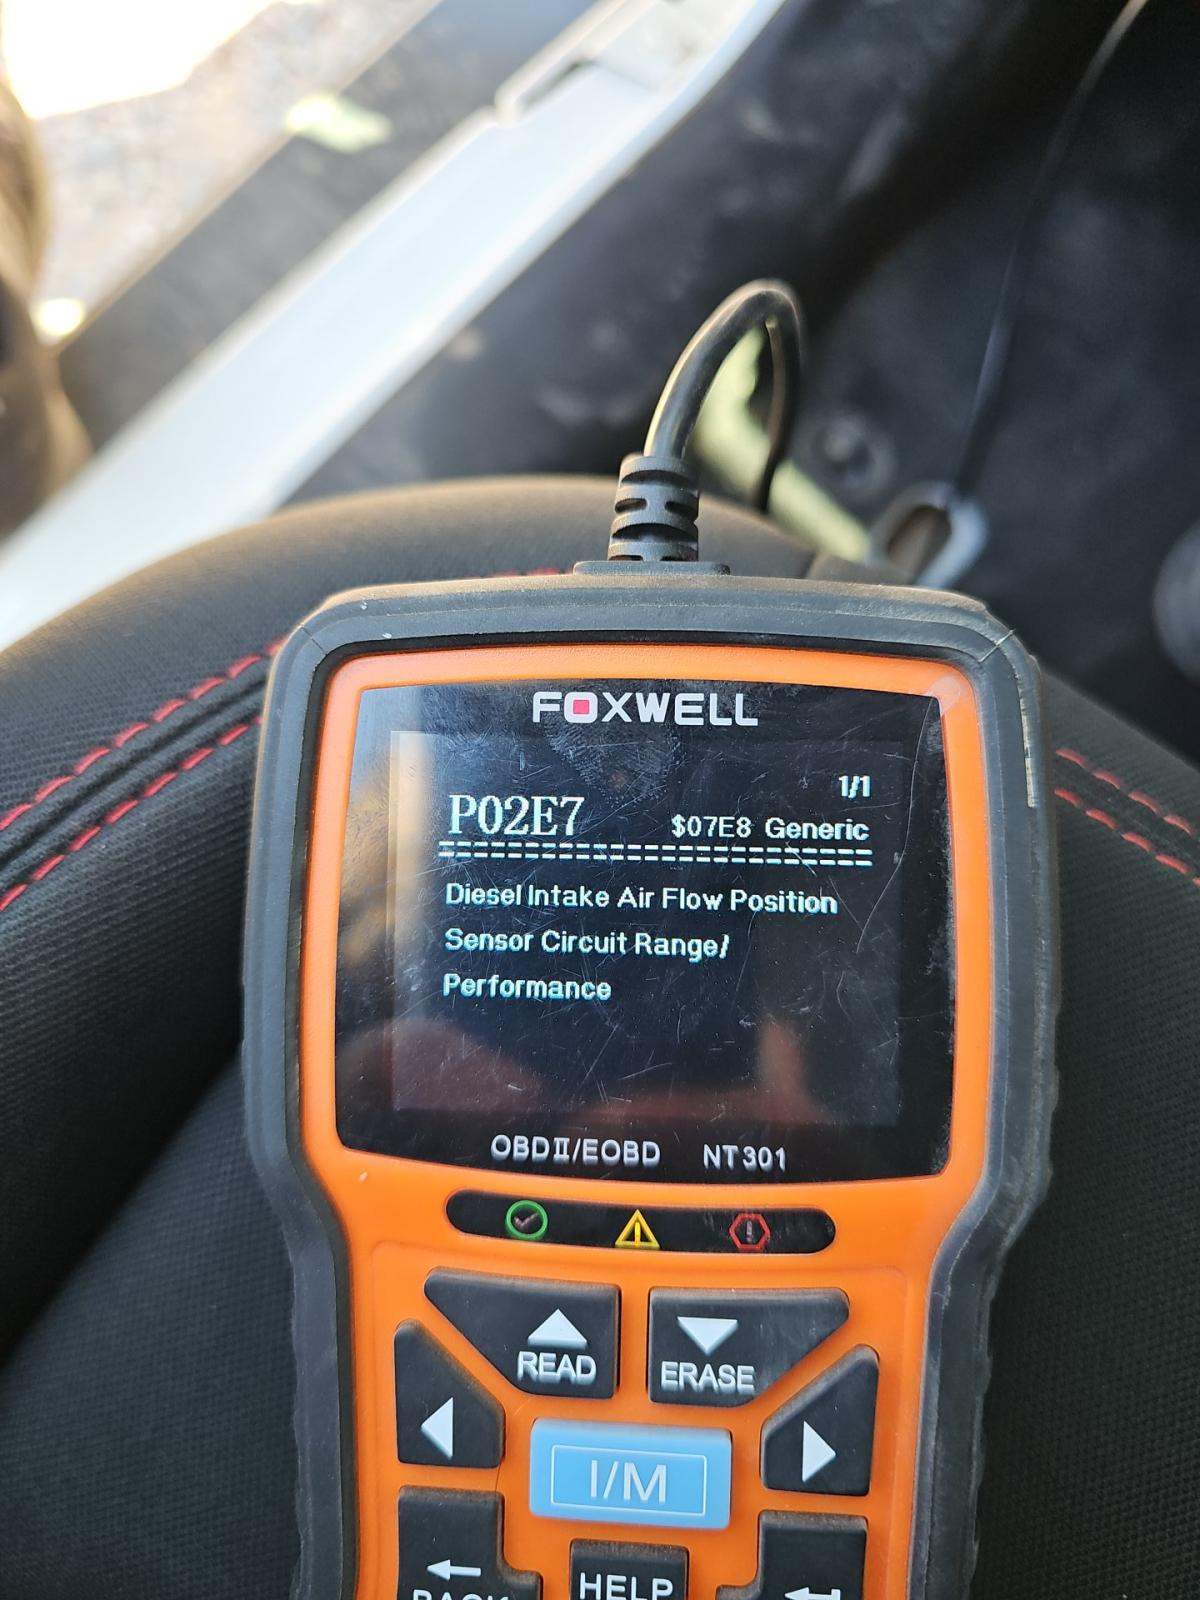 FOXWELL
1/1
P02E7 $07E8 Generic
Diesel Intake Air Flow Position
Sensor Circuit Range/
Performance
OBDII/EOBD NT301
READ
ERASE
I/M
BACK
HELP